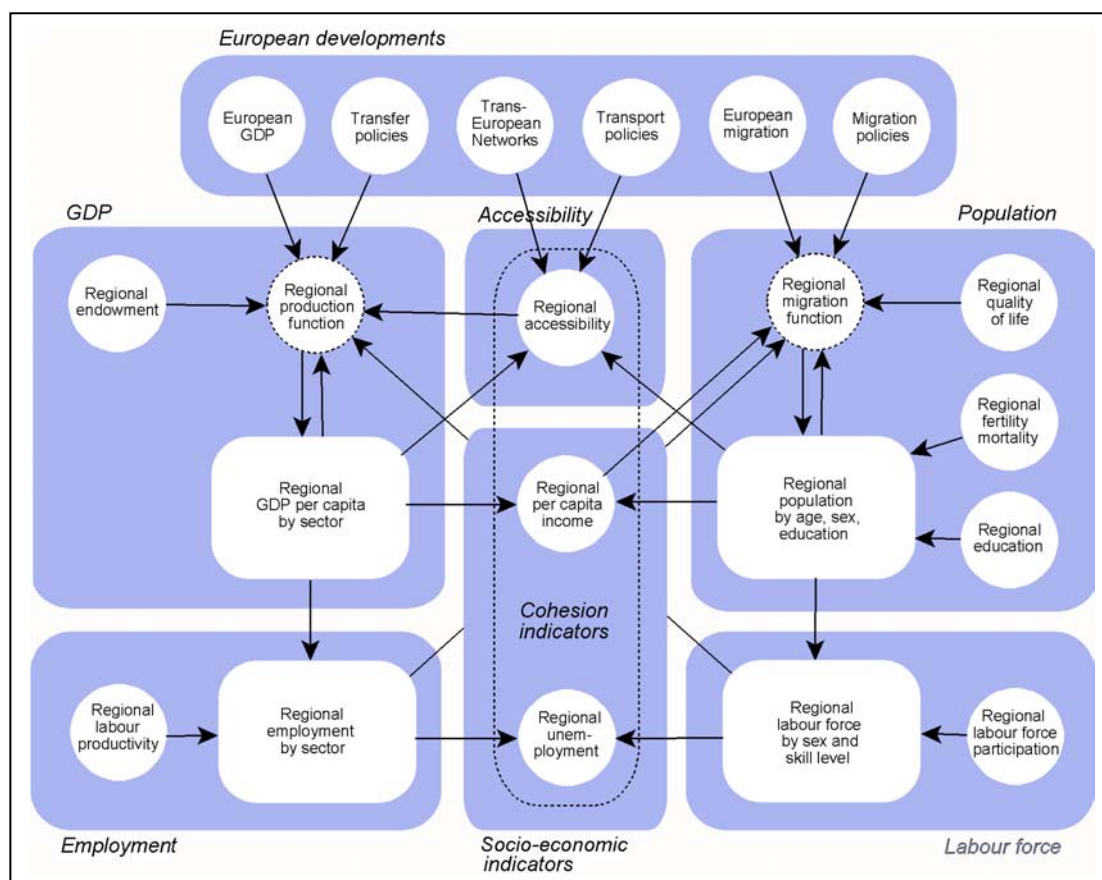 European developments
European
GDP
Transfer
policies
Trans-
European
Networks
Transport
policies
European
migration
Migration
policies
GDP
Accessibility
Population
Regional
endowment
Regional
production
function
Regional
accessibility
Regional
migration
function
Regional
quality
of life
Regional
fertility
mortality
Regional
GDP per capita
by sector
Regional
per capita
income
Regional
population
by age, sex,
education
Regional
education
Cohesion
indicators
Regional
labour
productivity
Regional
employment
by sector
Regional
unem-
ployment
Regional
labour force
by sex and
skill level
Regional
labour force
participation
Employment
Socio-economic
indicators
Labour force